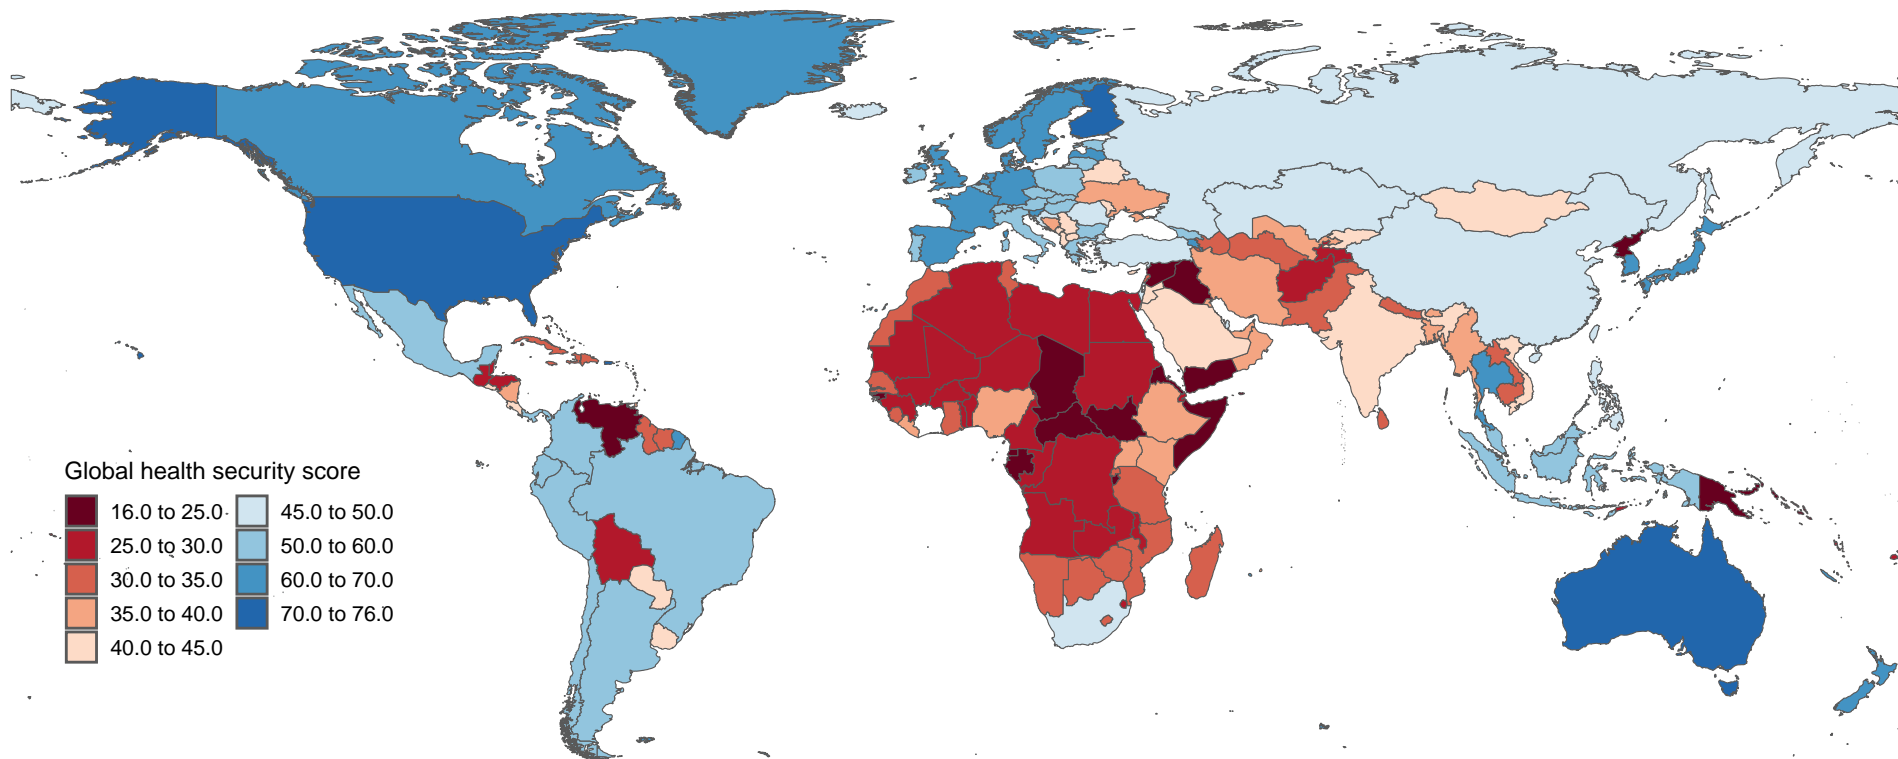 Global health security score
16.0 to 25.0
25.0 to 30.0
30.0 to 35.0
35.0 to 40.0
40.0 to 45.0
45.0 to 50.0
50.0 to 60.0
60.0 to 70.0
70.0 to 76.0